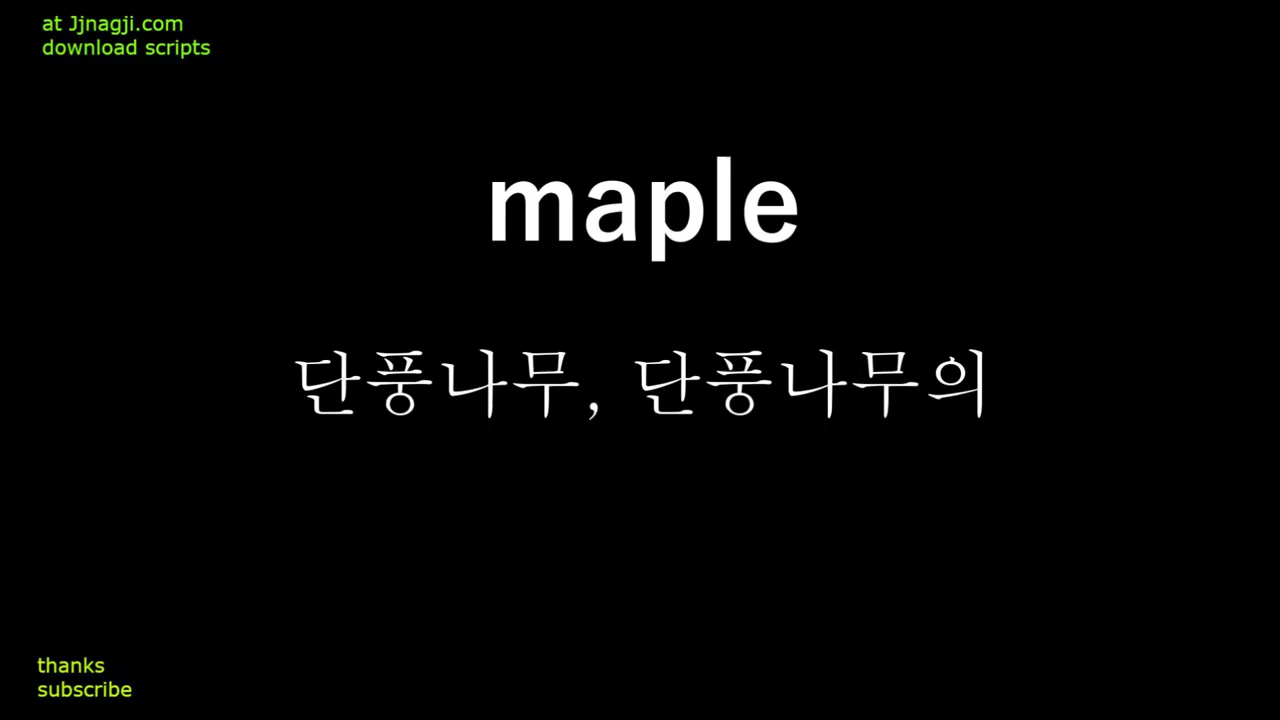 at Jjnagji.com
download scripts
maple
단풍나무, 단풍나무의
thanks
subscribe